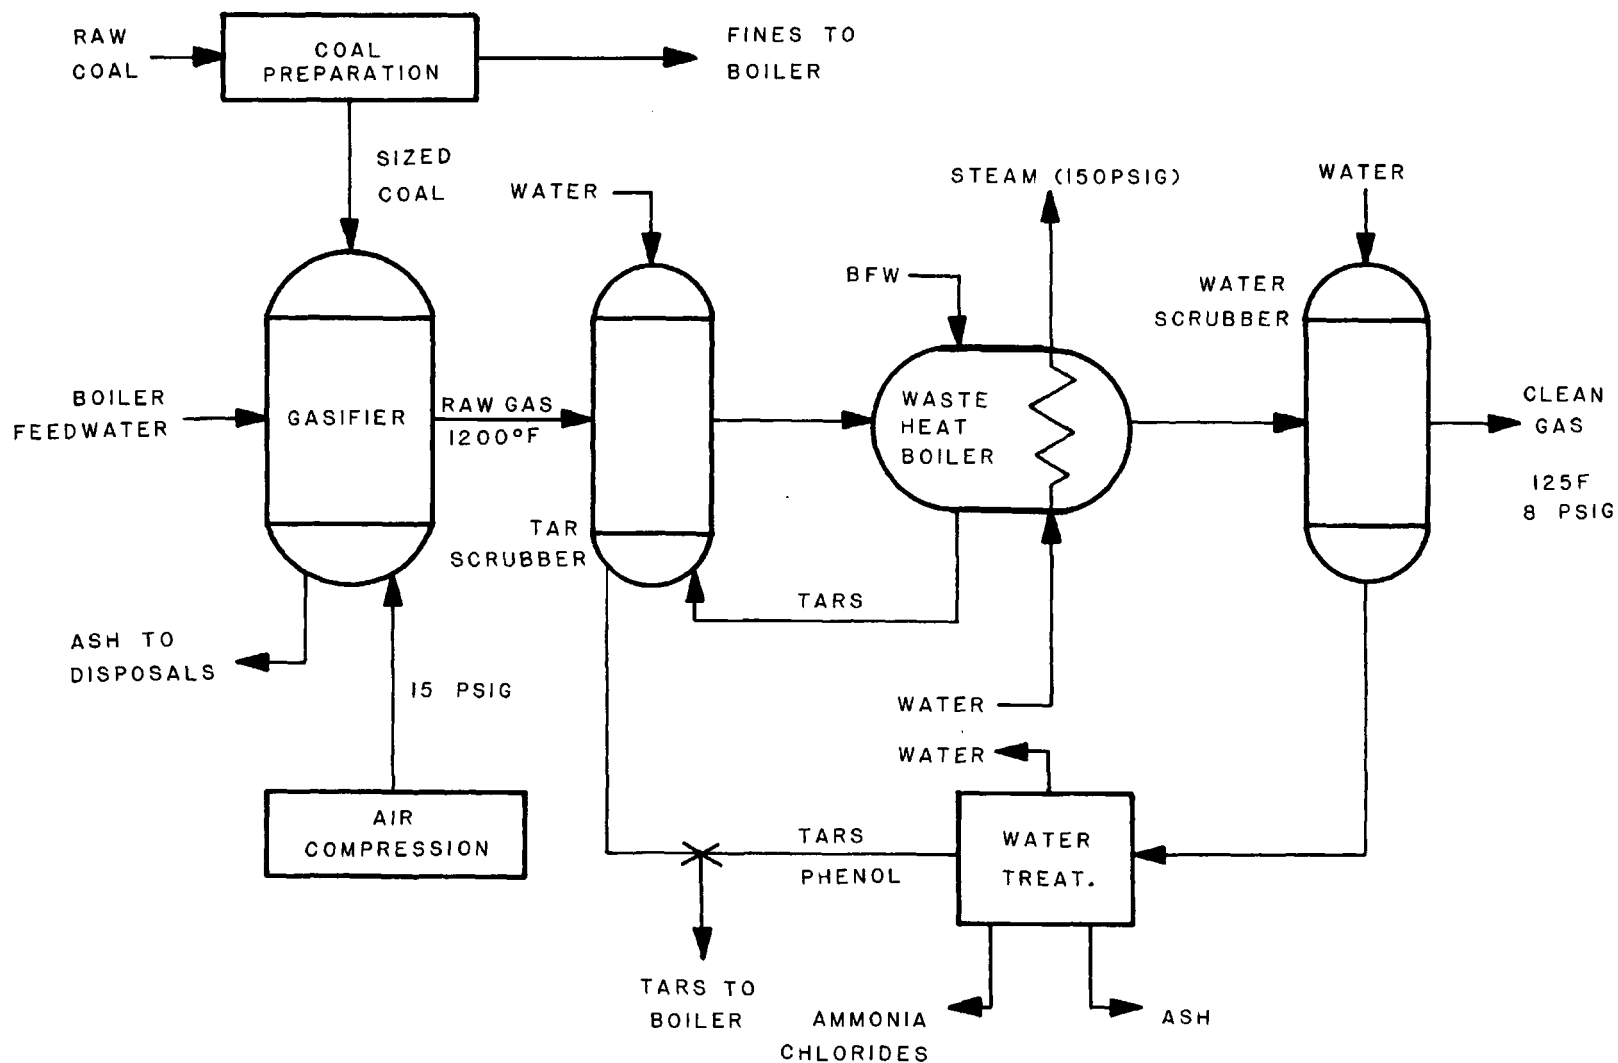 RAW
COAL
COAL
PREPARATION
FINES TO
BOILER
SIZED
COAL
WATER
STEAM (150PSIG)
WATER
BFW
WATER
SCRUBBER
BOILER
FEEDWATER
GASIFIER
RAW GAS
1200°F
WASTE
HEAT
BOILER
CLEAN
GAS
125F
8 PSIG
TAR
SCRUBBER
TARS
ASH TO
DISPOSALS
15 PSIG
WATER
WATER
AIR
COMPRESSION
TARS
PHENOL
WATER
TREAT.
TARS TO
BOILER
AMMONIA
CHLORIDES
ASH